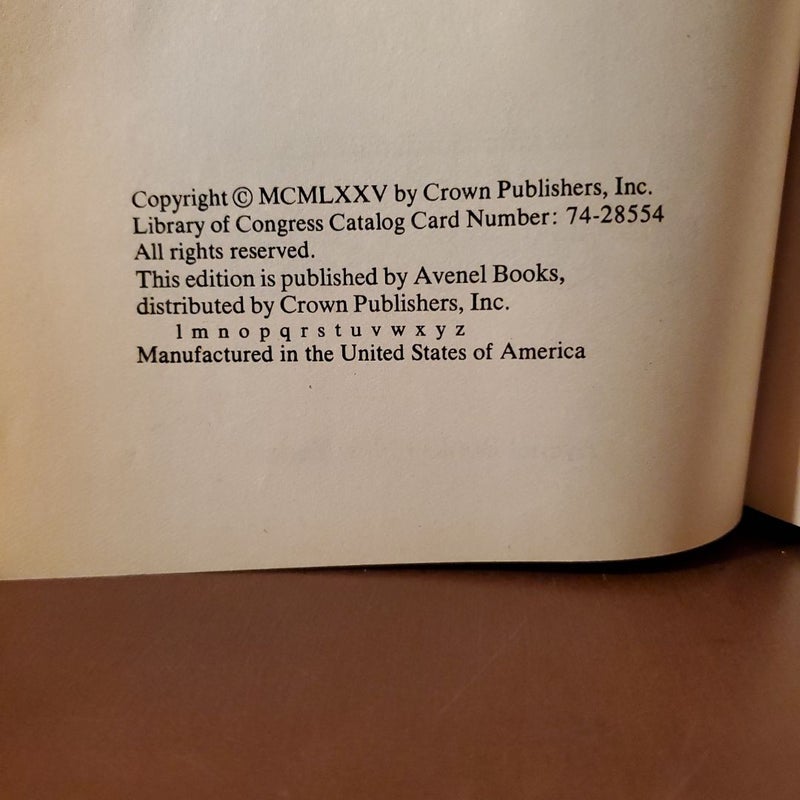 Copyright © MCMLXXV by Crown Publishers, Inc.
Library of Congress Catalog Card Number: 74-28554
All rights reserved.
This edition is published by Avenel Books,
distributed by Crown Publishers, Inc.
l m n o p q r s t u v w x y z
Manufactured in the United States of America